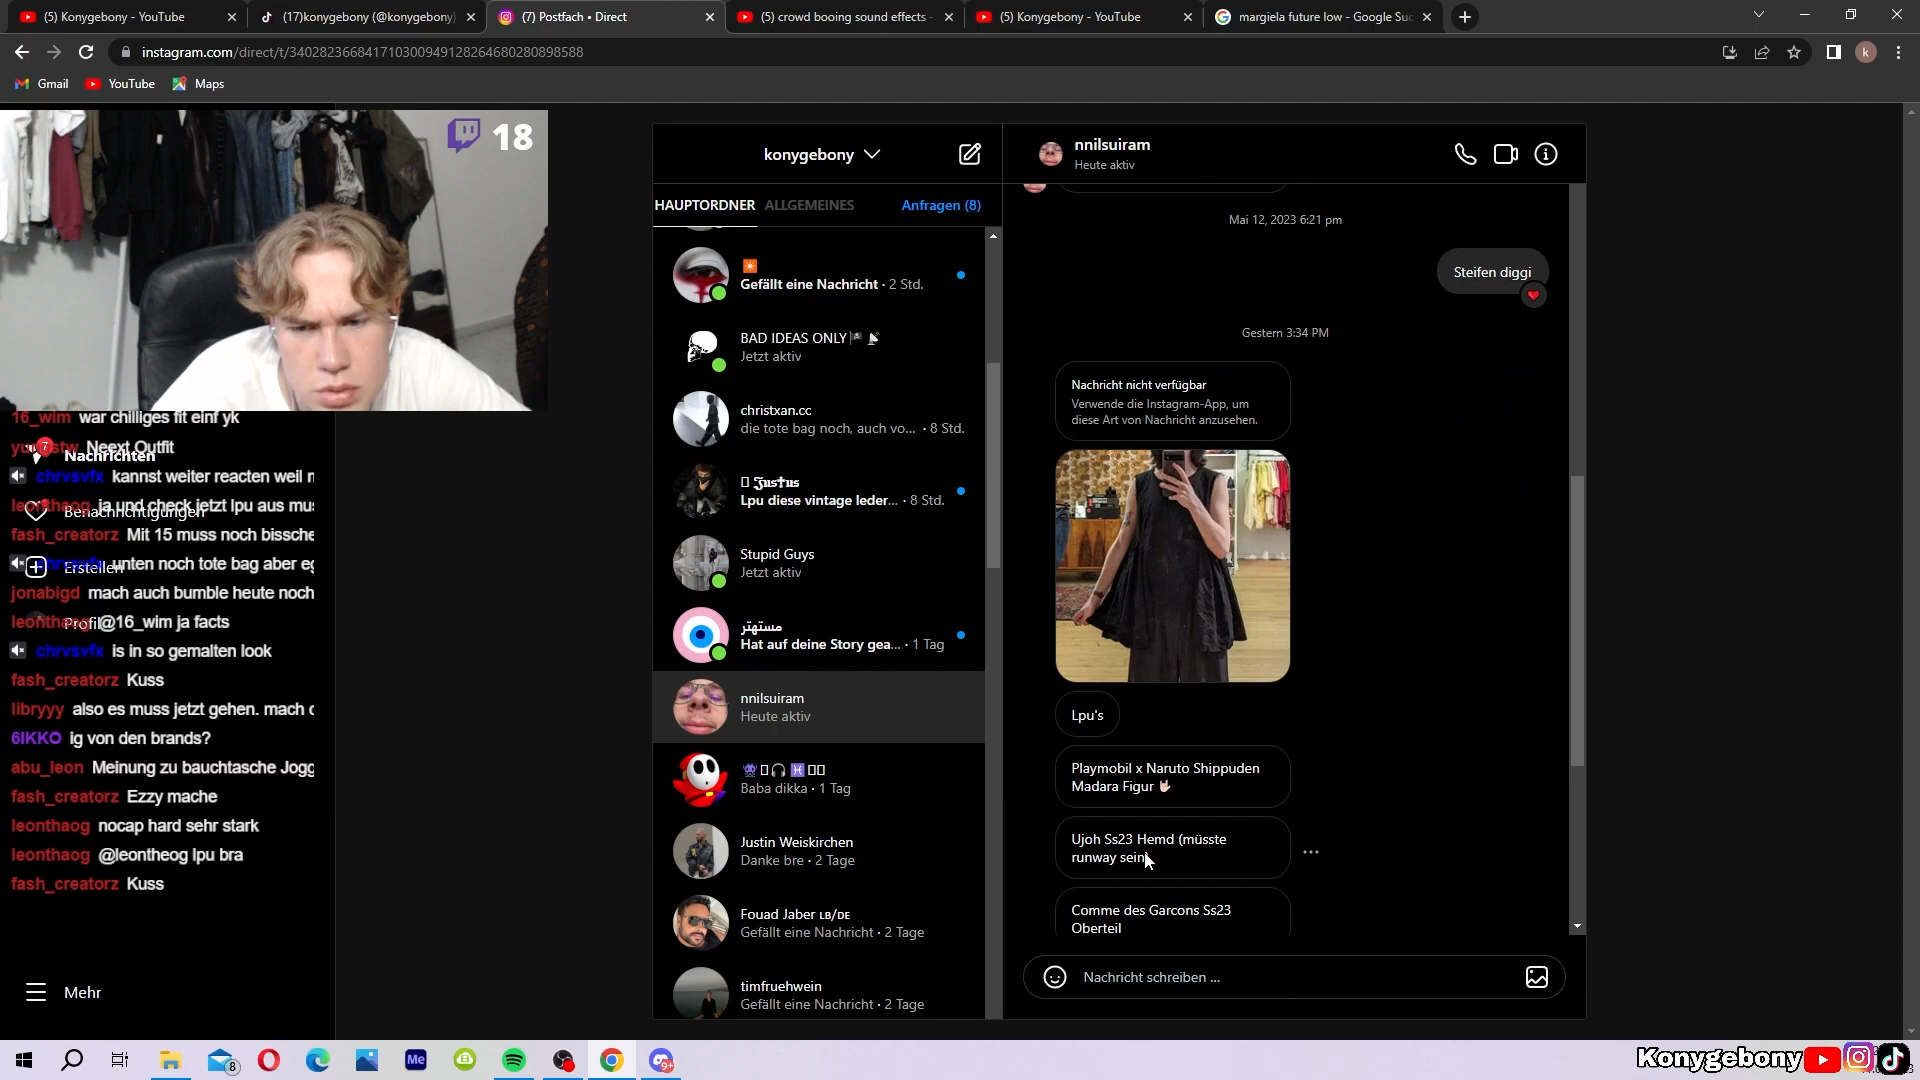 (5) Konygebony - YouTube
(17)konygebony (@konygebony)
(7) Postfach • Direct
(5) crowd booing sound effects -
(5) Konygebony - YouTube
margiela future low - Google Suc
instagram.com/direct/t/340282366841710300949128264680280898588
k
Gmail
YouTube
Maps
18
16_wim war chilliges fit einf yk
Neext Outfit
7
Nachrichten
chrvsvfx kannst weiter reacten weil
leonthaog ja und check jetzt lpu aus
Benachrichtigungen
fash_creatorz Mit 15 muss noch bissche
unten noch tote bag aber
Erstellen
jonabigd mach auch bumble heute noch
leonthaog @16_wim ja facts
Profil
chrvsvfx is in so gemalten look
fash_creatorz Kuss
libryyy also es muss jetzt gehen. mach
6IKKO ig von den brands?
abu_leon Meinung zu bauchtasche Jogg
fash_creatorz Ezzy mache
leonthaog nocap hard sehr stark
leonthaog @leontheog lpu bra
fash_creatorz Kuss
Mehr
konygebony
HAUPTORDNER ALLGEMEINES Anfragen (8)
💥
Gefällt eine Nachricht · 2 Std.
BAD IDEAS ONLY🏴📡
Jetzt aktiv
christxan.cc
die tote bag noch, auch vo... · 8 Std.
𝕵𝖚𝖘†𝖚𝖘
Lpu diese vintage leder... · 8 Std.
Stupid Guys
Jetzt aktiv
مستهتر
Hat auf deine Story gea... · 1 Tag
nnilsuiram
Heute aktiv
👾🎧♓
Baba dikka · 1 Tag
Justin Weiskirchen
Danke bre · 2 Tage
Fouad Jaber ʟʙ/ᴅᴇ
Gefällt eine Nachricht · 2 Tage
timfruehwein
Gefällt eine Nachricht · 2 Tage
nnilsuiram
Heute aktiv
Mai 12, 2023 6:21 pm
Steifen diggi
Gestern 3:34 PM
Nachricht nicht verfügbar
Verwende die Instagram-App, um
diese Art von Nachricht anzusehen.
Lpu's
Playmobil x Naruto Shippuden
Madara Figur 🤟🏻
Ujoh Ss23 Hemd (müsste
runway sein)
Comme des Garcons Ss23
Oberteil
Nachricht schreiben ...
8
Me
9+
Konygebony